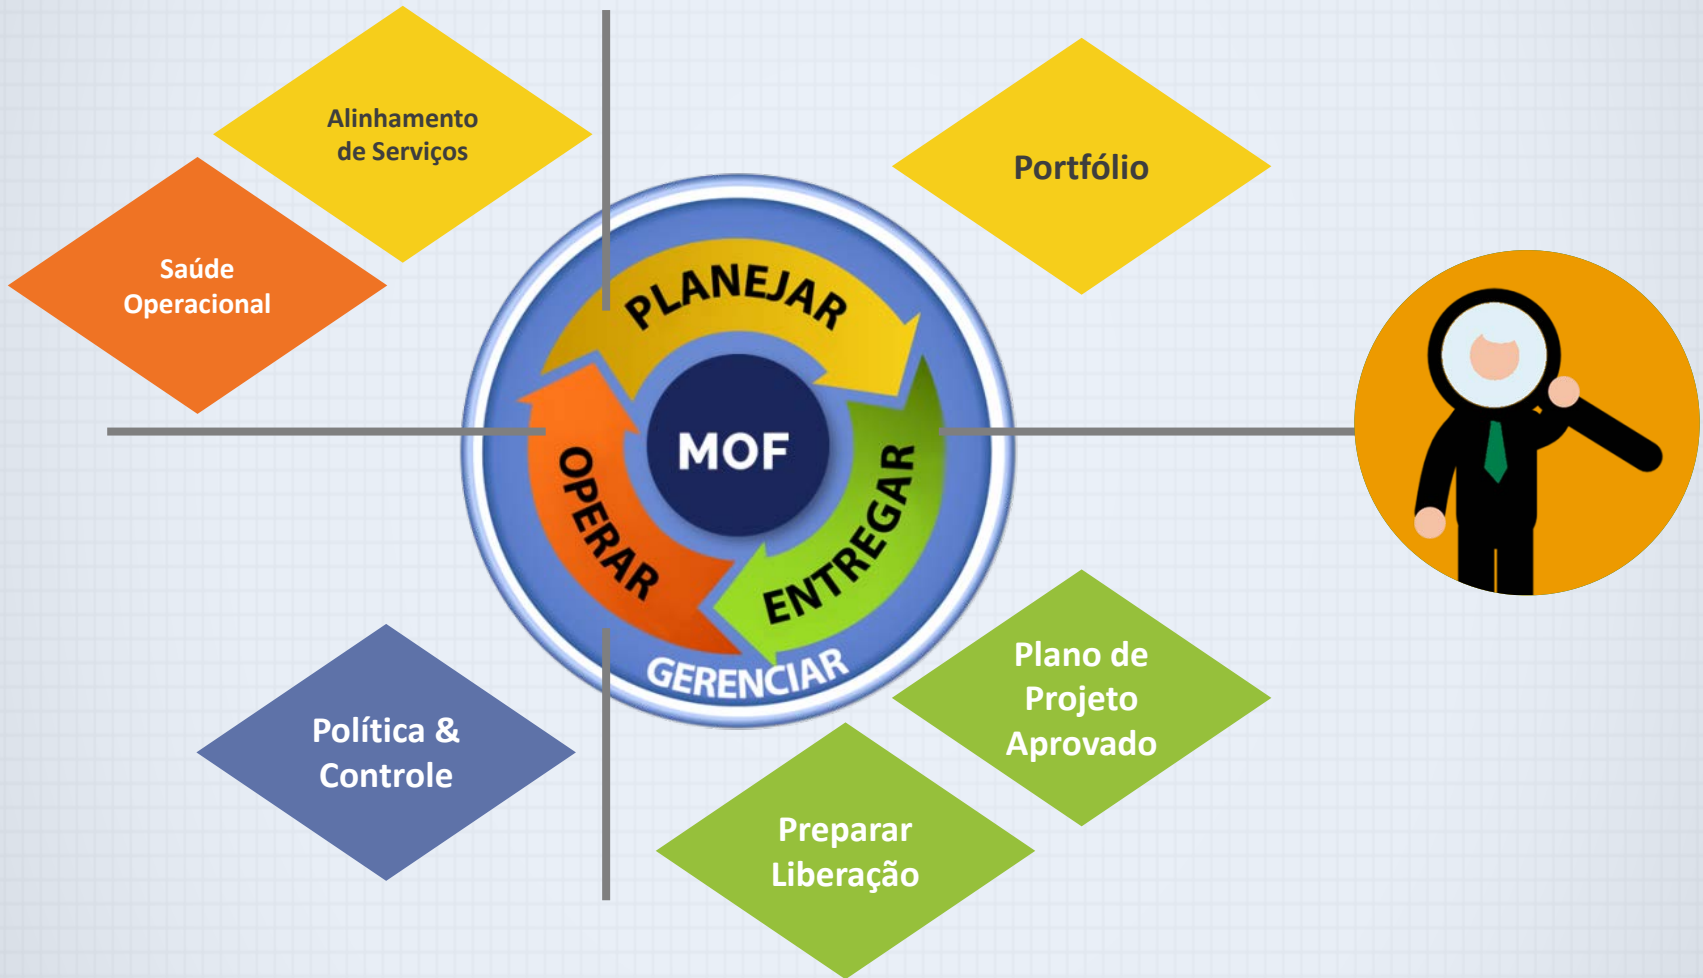 Alinhamento
de Serviços
Portfólio
Saúde
Operacional
PLANEJAR
MOF
OPERAR
ENTREGAR
GERENCIAR
Plano de
Projeto
Aprovado
Política &
Controle
Preparar
Liberação